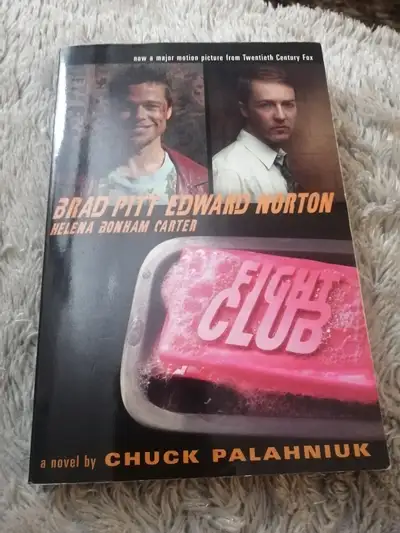 now a major motion picture from Twentieth Century Fox
BRAD PITT EDWARD NORTON
HELENA BONHAM CARTER
FIGHT
CLUB
a novel by CHUCK PALAHNIUK